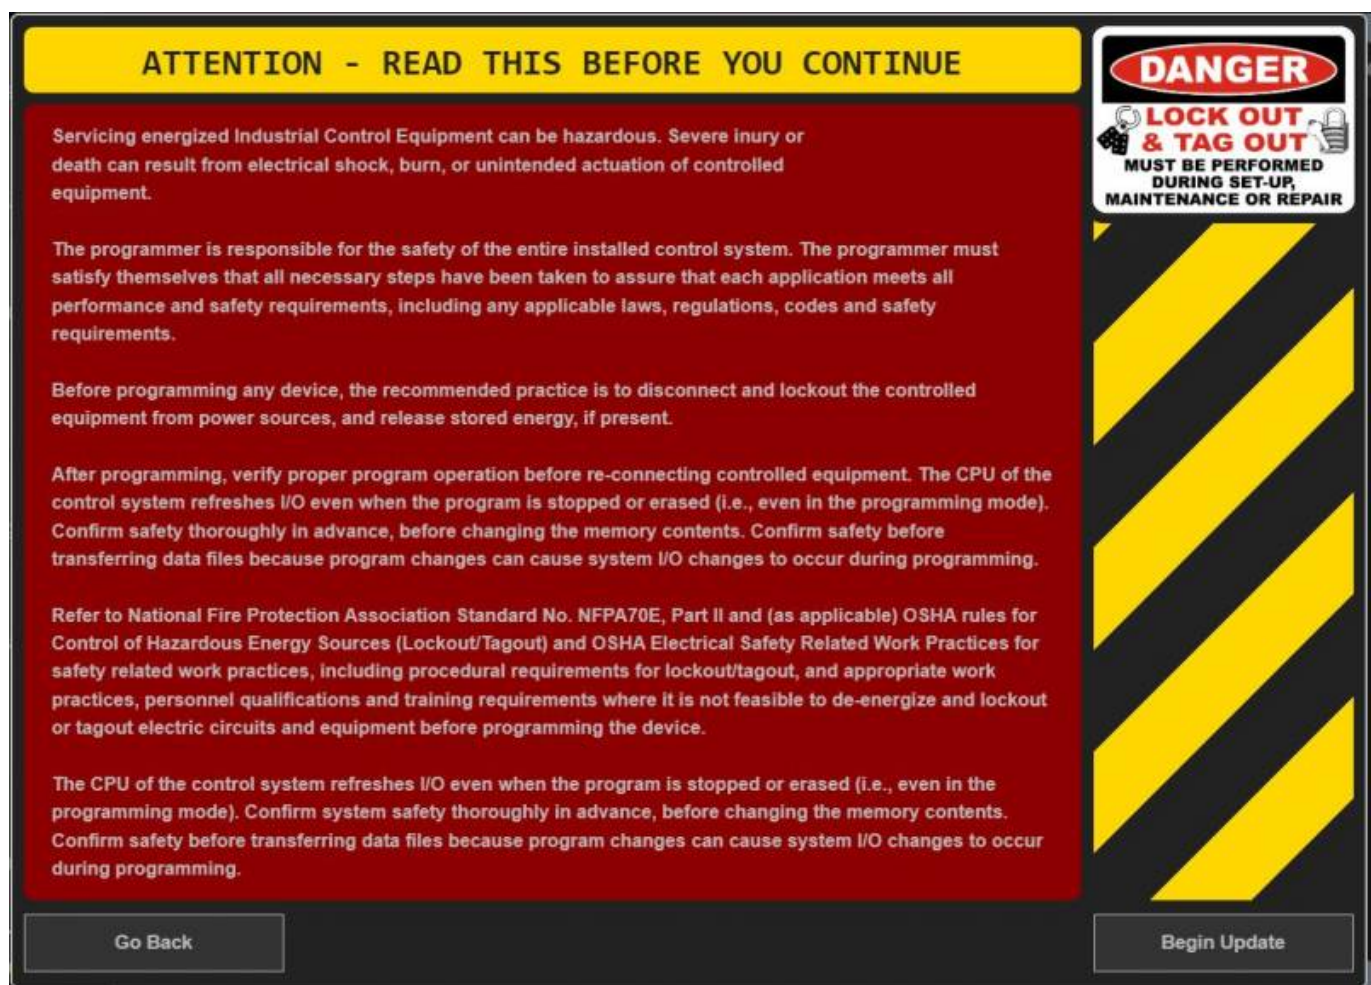 ATTENTION - READ THIS BEFORE YOU CONTINUE
Servicing energized Industrial Control Equipment can be hazardous. Severe inury or
death can result from electrical shock, burn, or unintended actuation of controlled
equipment.
The programmer is responsible for the safety of the entire installed control system. The programmer must
satisfy themselves that all necessary steps have been taken to assure that each application meets all
performance and safety requirements, including any applicable laws, regulations, codes and safety
requirements.
Before programming any device, the recommended practice is to disconnect and lockout the controlled
equipment from power sources, and release stored energy, if present.
After programming, verify proper program operation before re-connecting controlled equipment. The CPU of the
control system refreshes I/O even when the program is stopped or erased (i.e., even in the programming mode).
Confirm safety thoroughly in advance, before changing the memory contents. Confirm safety before
transferring data files because program changes can cause system I/O changes to occur during programming.
Refer to National Fire Protection Association Standard No. NFPA70E, Part II and (as applicable) OSHA rules for
Control of Hazardous Energy Sources (Lockout/Tagout) and OSHA Electrical Safety Related Work Practices for
safety related work practices, including procedural requirements for lockout/tagout, and appropriate work
practices, personnel qualifications and training requirements where it is not feasible to de-energize and lockout
or tagout electric circuits and equipment before programming the device.
The CPU of the control system refreshes I/O even when the program is stopped or erased (i.e., even in the
programming mode). Confirm system safety thoroughly in advance, before changing the memory contents.
Confirm safety before transferring data files because program changes can cause system I/O changes to occur
during programming.
DANGER
LOCK OUT
& TAG OUT
MUST BE PERFORMED
DURING SET-UP,
MAINTENANCE OR REPAIR
Go Back
Begin Update